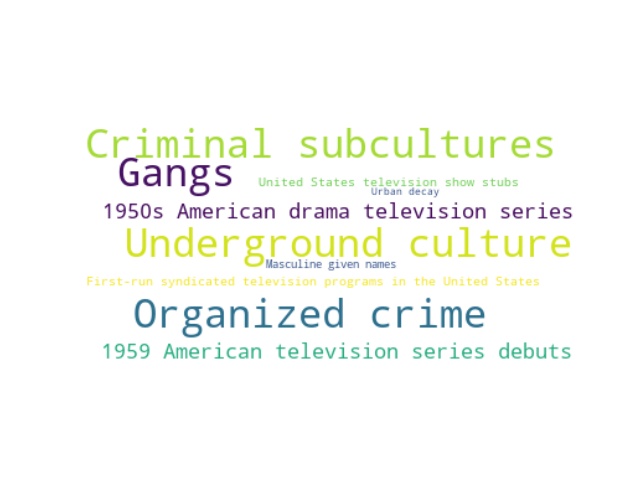 Criminal subcultures
Gangs
United States television show stubs
Urban decay
1950s American drama television series
Underground culture
Masculine given names
First-run syndicated television programs in the United States
Organized crime
1959 American television series debuts